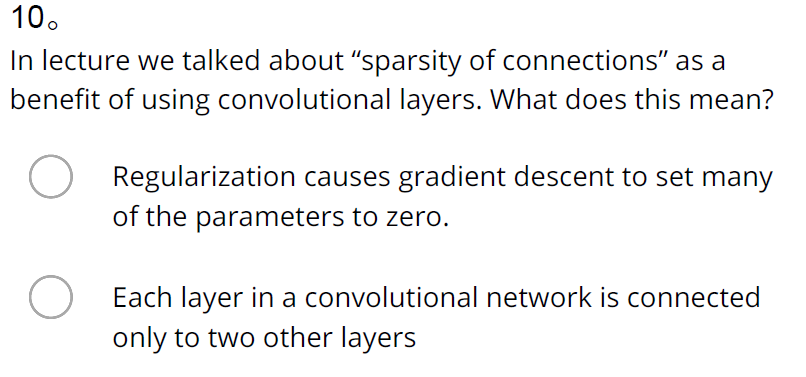 10。
In lecture we talked about “sparsity of connections” as a
benefit of using convolutional layers. What does this mean?
Regularization causes gradient descent to set many
of the parameters to zero.
Each layer in a convolutional network is connected
only to two other layers